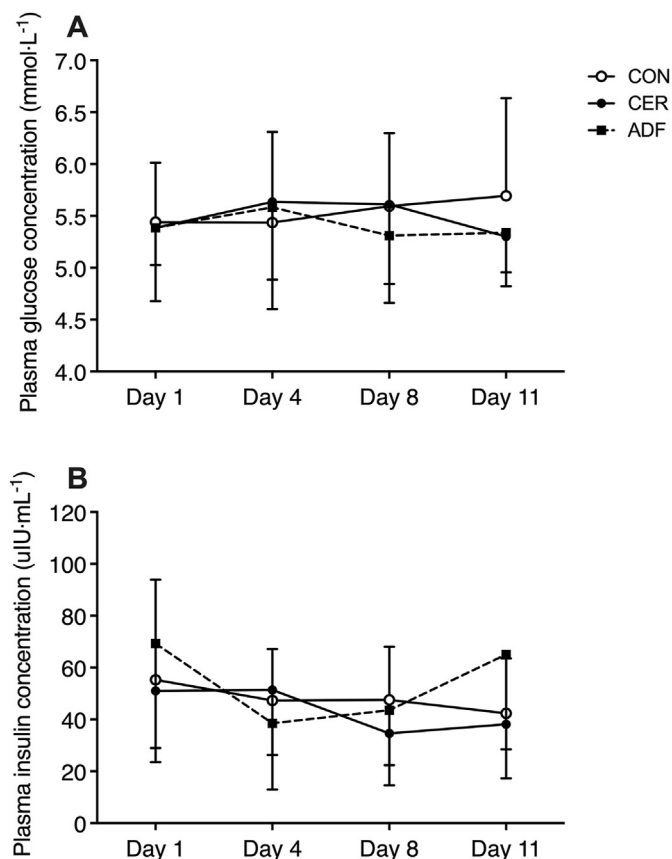 A
Plasma glucose concentration (mmol·L-1)
7.0
6.5
6.0
5.5
5.0
4.5
4.0
Day 1 Day 4 Day 8 Day 11
CON
CER
ADF
B
Plasma insulin concentration (uIU·mL-1)
120
100
80
60
40
20
0
Day 1 Day 4 Day 8 Day 11